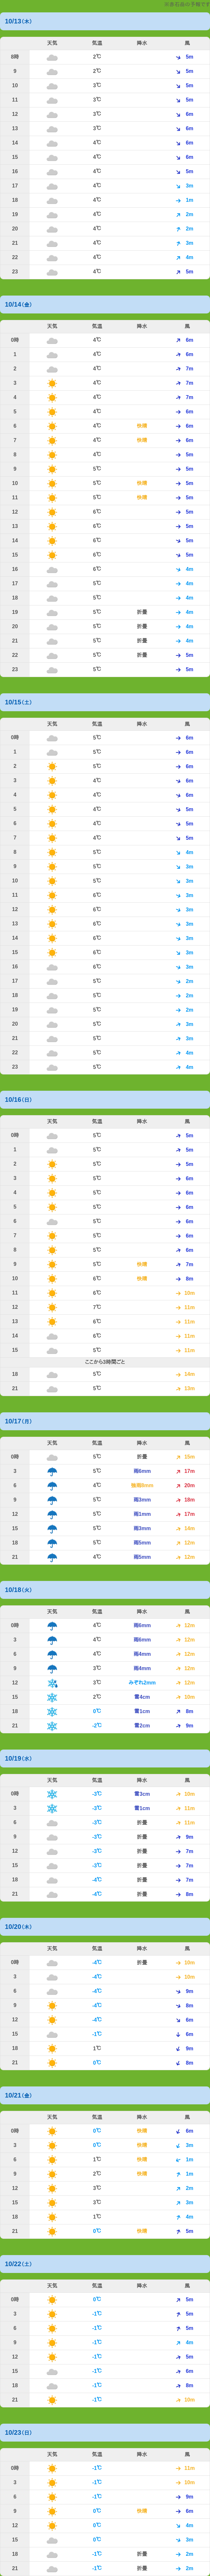 10/13(木)
天気 気温 降水 風
8時 2℃ 5m
9 2℃ 5m
10 3℃ 5m
11 3℃ 5m
12 3℃ 6m
13 3℃ 6m
14 4℃ 6m
15 4℃ 6m
16 4℃ 5m
17 4℃ 3m
18 4℃ 1m
19 4℃ 2m
20 4℃ 2m
21 4℃ 3m
22 4℃ 4m
23 4℃ 5m
10/14(金)
天気 気温 降水 風
0時 4℃ 6m
1 4℃ 6m
2 4℃ 7m
3 4℃ 7m
4 4℃ 7m
5 4℃ 6m
6 4℃ 快晴 6m
7 4℃ 快晴 6m
8 4℃ 5m
9 5℃ 5m
10 5℃ 快晴 5m
11 5℃ 快晴 5m
12 6℃ 5m
13 6℃ 5m
14 6℃ 5m
15 6℃ 5m
16 6℃ 4m
17 5℃ 4m
18 5℃ 4m
19 5℃ 折畳 4m
20 5℃ 折畳 4m
21 5℃ 折畳 4m
22 5℃ 折畳 5m
23 5℃ 5m
10/15(土)
天気 気温 降水 風
0時 5℃ 6m
1 5℃ 6m
2 5℃ 6m
3 4℃ 6m
4 4℃ 6m
5 4℃ 5m
6 4℃ 5m
7 4℃ 5m
8 5℃ 4m
9 5℃ 3m
10 5℃ 3m
11 6℃ 3m
12 6℃ 3m
13 6℃ 3m
14 6℃ 3m
15 6℃ 3m
16 6℃ 3m
17 5℃ 2m
18 5℃ 2m
19 5℃ 2m
20 5℃ 3m
21 5℃ 3m
22 5℃ 4m
23 5℃ 4m
10/16(日)
天気 気温 降水 風
0時 5℃ 5m
1 5℃ 5m
2 5℃ 5m
3 5℃ 6m
4 5℃ 6m
5 5℃ 6m
6 5℃ 6m
7 5℃ 6m
8 5℃ 6m
9 5℃ 快晴 7m
10 6℃ 快晴 8m
11 6℃ 10m
12 7℃ 11m
13 6℃ 11m
14 6℃ 11m
15 5℃ 11m
ここから3時間ごと
18 5℃ 14m
21 5℃ 13m
10/17(月)
天気 気温 降水 風
0時 5℃ 折畳 15m
3 5℃ 雨6mm 17m
6 4℃ 強雨8mm 20m
9 5℃ 雨3mm 18m
12 5℃ 雨1mm 17m
15 5℃ 雨3mm 14m
18 5℃ 雨5mm 12m
21 4℃ 雨5mm 12m
10/18(火)
天気 気温 降水 風
0時 4℃ 雨6mm 12m
3 4℃ 雨6mm 12m
6 4℃ 雨4mm 12m
9 3℃ 雨4mm 12m
12 3℃ みぞれ2mm 12m
15 2℃ 雪4cm 10m
18 0℃ 雪1cm 8m
21 -2℃ 雪2cm 9m
10/19(水)
天気 気温 降水 風
0時 -3℃ 雪3cm 10m
3 -3℃ 雪1cm 11m
6 -3℃ 折畳 11m
9 -3℃ 折畳 9m
12 -3℃ 折畳 7m
15 -3℃ 折畳 7m
18 -4℃ 折畳 7m
21 -4℃ 折畳 8m
10/20(木)
天気 気温 降水 風
0時 -4℃ 折畳 10m
3 -4℃ 10m
6 -4℃ 9m
9 -4℃ 8m
12 -4℃ 6m
15 -1℃ 6m
18 1℃ 9m
21 0℃ 8m
10/21(金)
天気 気温 降水 風
0時 0℃ 快晴 6m
3 0℃ 快晴 3m
6 1℃ 快晴 1m
9 2℃ 快晴 1m
12 3℃ 2m
15 3℃ 3m
18 1℃ 4m
21 0℃ 快晴 5m
10/22(土)
天気 気温 降水 風
0時 0℃ 5m
3 -1℃ 5m
6 -1℃ 5m
9 -1℃ 4m
12 -1℃ 5m
15 -1℃ 6m
18 -1℃ 8m
21 -1℃ 10m
10/23(日)
天気 気温 降水 風
0時 -1℃ 11m
3 -1℃ 10m
6 -1℃ 9m
9 0℃ 快晴 6m
12 0℃ 4m
15 0℃ 3m
18 -1℃ 折畳 2m
21 -1℃ 折畳 2m